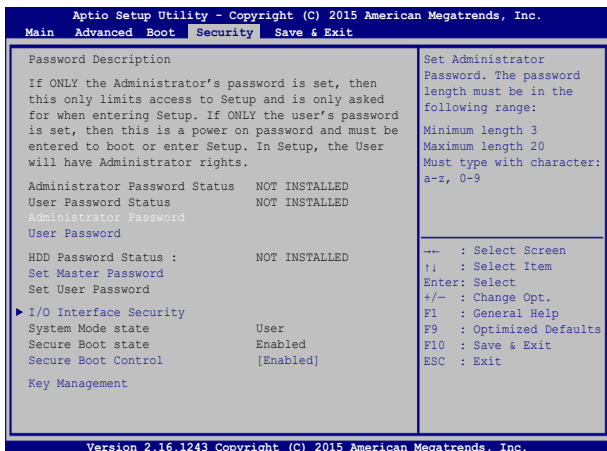 Aptio Setup Utility - Copyright (C) 2015 American Megatrends, Inc.
Main Advanced Boot Security Save & Exit
Password Description
If ONLY the Administrator's password is set, then
this only limits access to Setup and is only asked
for when entering Setup. If ONLY the user's password
is set, then this is a power on password and must be
entered to boot or enter Setup. In Setup, the User
will have Administrator rights.
Administrator Password Status NOT INSTALLED
User Password Status NOT INSTALLED
Administrator Password
User Password
HDD Password Status : NOT INSTALLED
Set Master Password
Set User Password
I/O Interface Security
System Mode state User
Secure Boot state Enabled
Secure Boot Control [Enabled]
Key Management
Set Administrator
Password. The password
length must be in the
following range:
Minimum length 3
Maximum length 20
Must type with character:
a-z, 0-9
→← : Select Screen
↑↓ : Select Item
Enter: Select
+/— : Change Opt.
F1 : General Help
F9 : Optimized Defaults
F10 : Save & Exit
ESC : Exit
Version 2.16.1243 Copyright (C) 2015 American Megatrends, Inc.